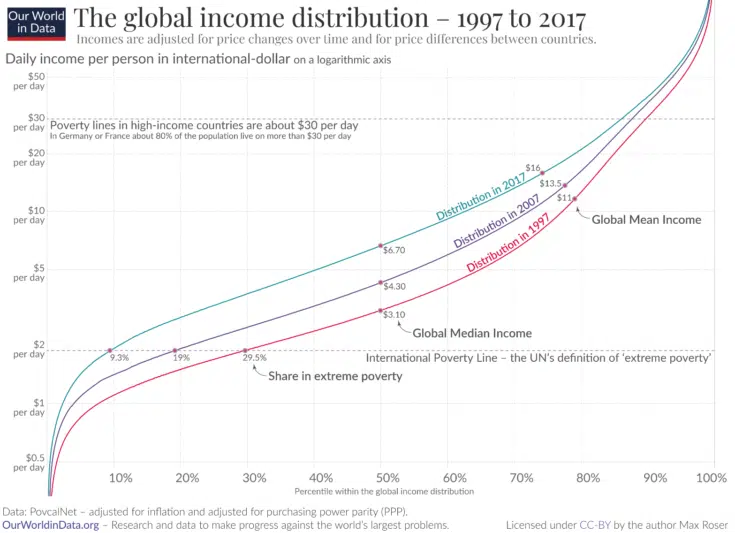 Our World
in Data
The global income distribution – 1997 to 2017
Incomes are adjusted for price changes over time and for price differences between countries.
Daily income per person in international-dollar on a logarithmic axis
$50
per day
$30
per day
Poverty lines in high-income countries are about $30 per day
In Germany or France about 80% of the population live on more than $30 per day
$20
per day
$16
Distribution in 2017
$13.5
Distribution in 2007
$11
Distribution in 1997
$10
per day
Global Mean Income
$6.70
$5
per day
$4.30
$3.10
Global Median Income
$2
per day
9.3%
19%
29.5%
International Poverty Line – the UN's definition of 'extreme poverty'
Share in extreme poverty
$1
per day
$0.5
per day
10%
20%
30%
40%
50%
60%
70%
80%
90%
100%
Percentile within the global income distribution
Data: PovcalNet – adjusted for inflation and adjusted for purchasing power parity (PPP).
OurWorldinData.org – Research and data to make progress against the world's largest problems.
Licensed under CC-BY by the author Max Roser